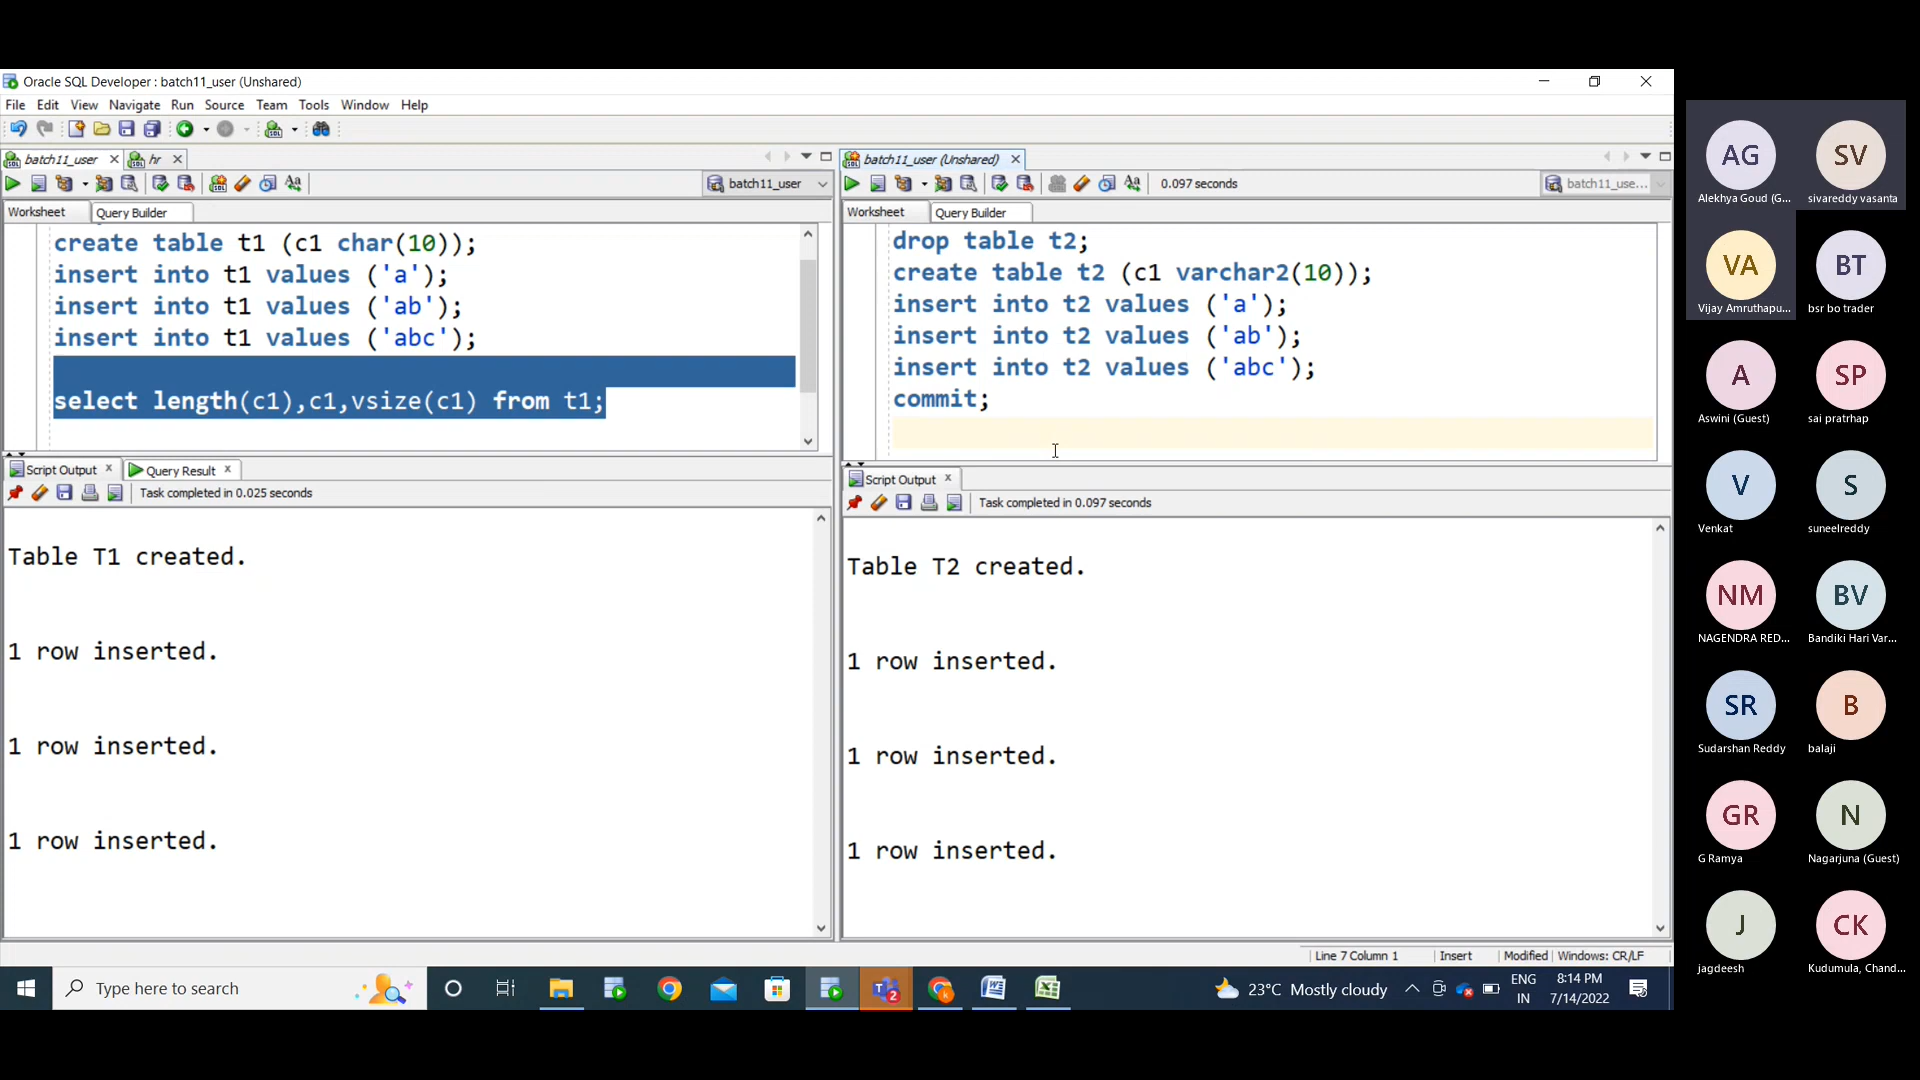 Oracle SQL Developer : batch11_user (Unshared)
File Edit View Navigate Run Source Team Tools Window Help
batch11_user hr
batch11_user
Worksheet Query Builder
create table t1 (c1 char(10));
insert into t1 values ('a');
insert into t1 values ('ab');
insert into t1 values ('abc');
select length(c1),c1,vsize(c1) from t1;
Script Output Query Result
Task completed in 0.025 seconds
Table T1 created.
1 row inserted.
1 row inserted.
1 row inserted.
batch11_user (Unshared)
0.097 seconds
batch11_use...
Worksheet Query Builder
drop table t2;
create table t2 (c1 varchar2(10));
insert into t2 values ('a');
insert into t2 values ('ab');
insert into t2 values ('abc');
commit;
Script Output
Task completed in 0.097 seconds
Table T2 created.
1 row inserted.
1 row inserted.
1 row inserted.
Line 7 Column 1 Insert Modified Windows: CR/LF
Type here to search
T 2
23°C Mostly cloudy
ENG
IN
8:14 PM
7/14/2022
AG SV
Alekhya Goud (G... sivareddy vasanta
VA BT
Vijay Amruthapu... bsr bo trader
A SP
Aswini (Guest) sai pratrhap
V S
Venkat suneelreddy
NM BV
NAGENDRA RED... Bandiki Hari Var...
SR B
Sudarshan Reddy balaji
GR N
G Ramya Nagarjuna (Guest)
J CK
jagdeesh Kudumula, Chand...